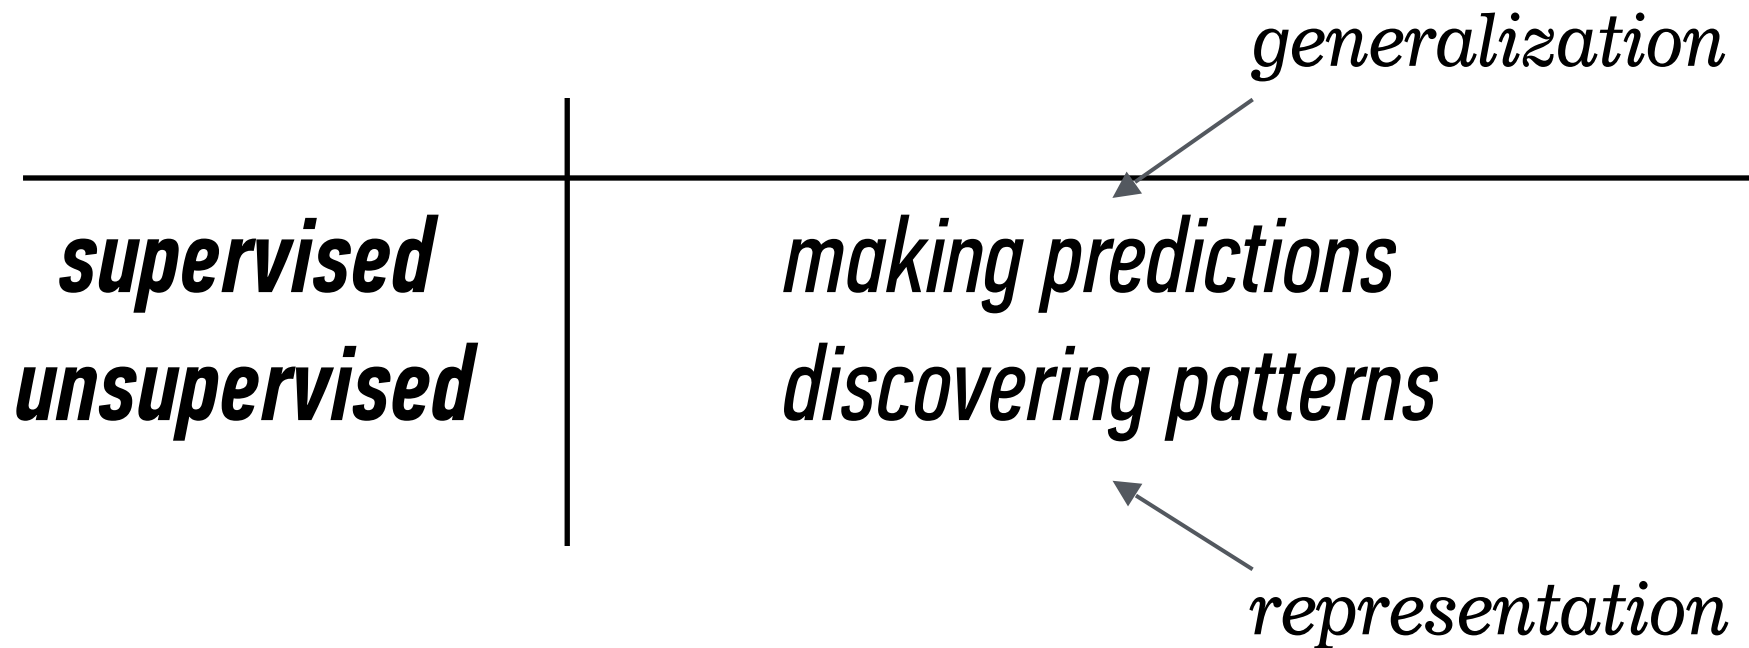 generalization
supervised making predictions
unsupervised discovering patterns
representation